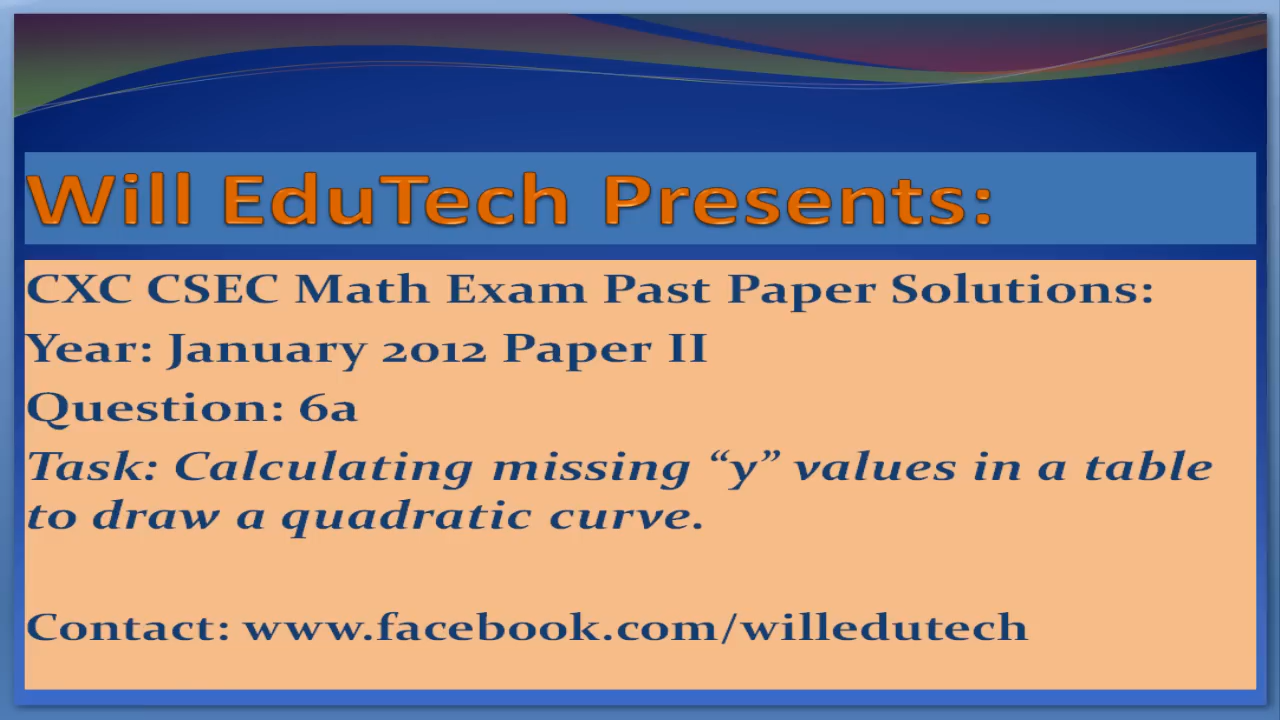 Will EduTech Presents:
CXC CSEC Math Exam Past Paper Solutions:
Year: January 2012 Paper II
Question: 6a
Task: Calculating missing “y” values in a table
to draw a quadratic curve.
Contact: www.facebook.com/willedutech